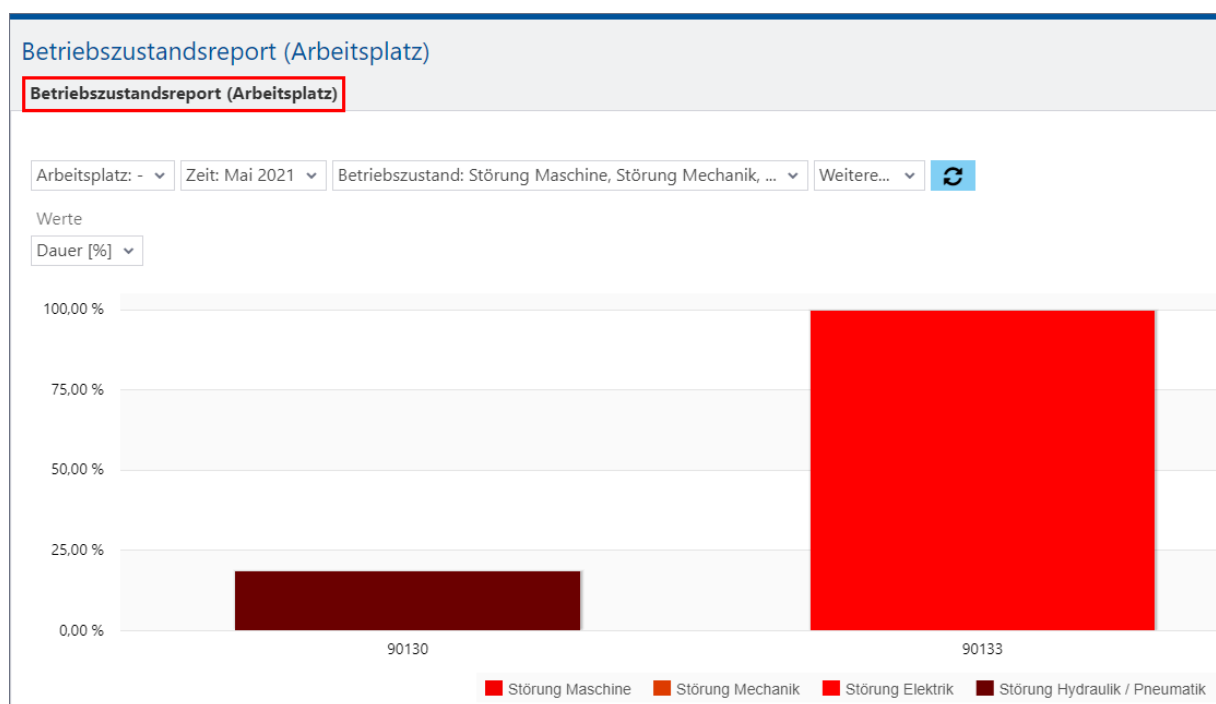 Betriebszustandsreport (Arbeitsplatz)
Betriebszustandsreport (Arbeitsplatz)
Arbeitsplatz: - Zeit: Mai 2021 Betriebszustand: Störung Maschine, Störung Mechanik, ... Weitere...
Werte
Dauer [%]
100,00 %
75,00 %
50,00 %
25,00 %
0,00 %
90130 90133
Störung Maschine Störung Mechanik Störung Elektrik Störung Hydraulik / Pneumatik